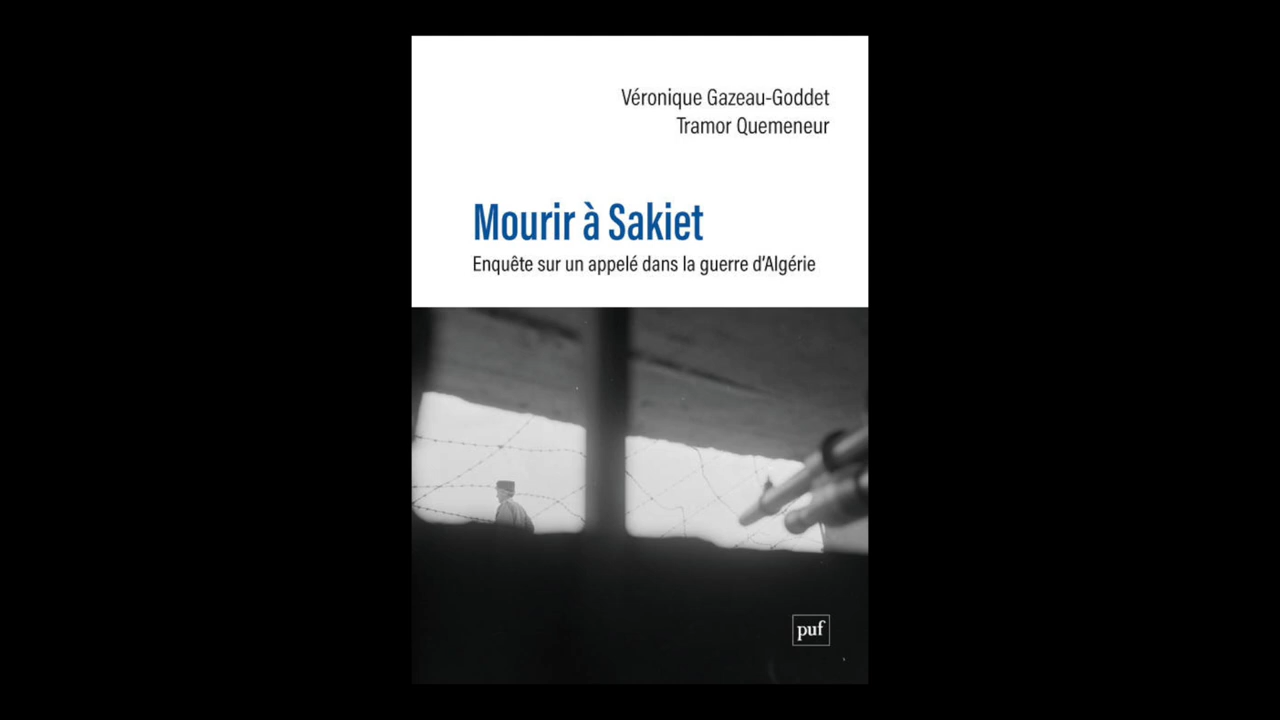 Véronique Gazeau-Goddet
Tramor Quemeneur
Mourir à Sakiet
Enquête sur un appelé dans la guerre d'Algérie
puf